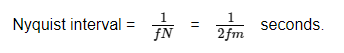 Nyquist interval = 1/fN = 1/2fm seconds.